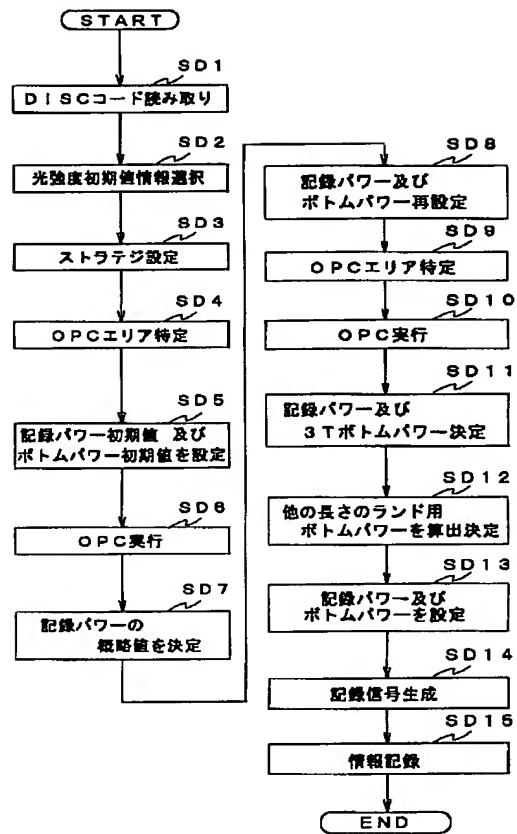 START
SD1
DISCコード読み取り
SD2
光強度初期値情報選択
SD3
ストラテジ設定
SD4
OPCエリア特定
SD5
記録パワー初期値 及び
ボトムパワー初期値を設定
SD6
OPC実行
SD7
記録パワーの
概略値を決定
SD8
記録パワー及び
ボトムパワー再設定
SD9
OPCエリア特定
SD10
OPC実行
SD11
記録パワー及び
3Tボトムパワー決定
SD12
他の長さのランド用
ボトムパワーを算出決定
SD13
記録パワー及び
ボトムパワーを設定
SD14
記録信号生成
SD15
情報記録
END